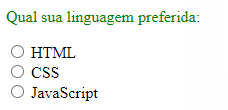 Qual sua linguagem preferida:
HTML
CSS
JavaScript